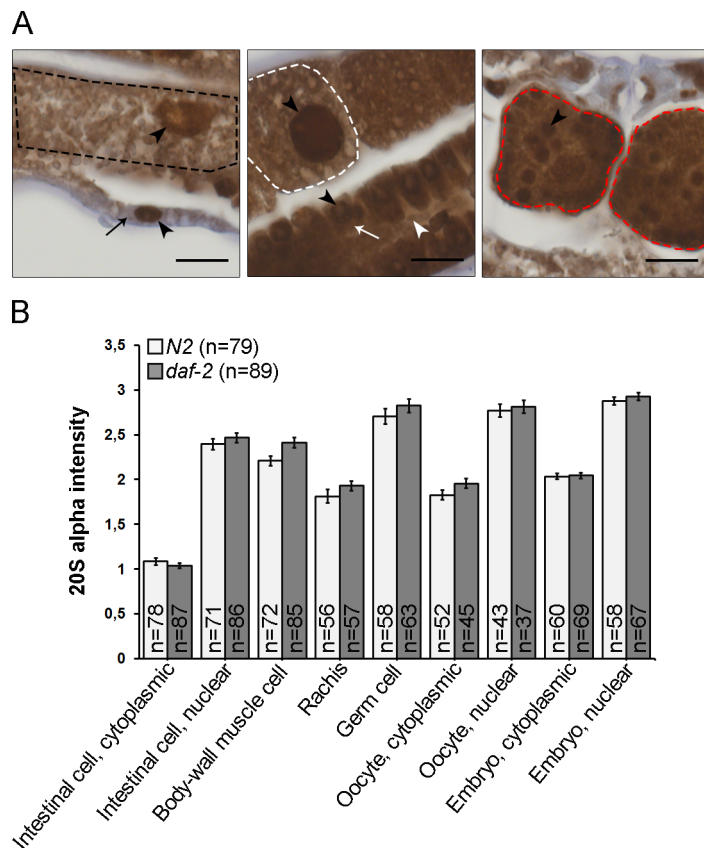 A
B
20S alpha intensity
3,5
3
2,5
2
1,5
1
0,5
0
N2 (n=79)
daf-2 (n=89)
n=78
n=87
n=71
n=86
n=72
n=85
n=56
n=57
n=58
n=63
n=52
n=45
n=43
n=37
n=60
n=69
n=58
n=67
Intestinal cell, cytoplasmic
Intestinal cell, nuclear
Body-wall muscle cell
Rachis
Germ cell
Oocyte, cytoplasmic
Oocyte, nuclear
Embryo, cytoplasmic
Embryo, nuclear